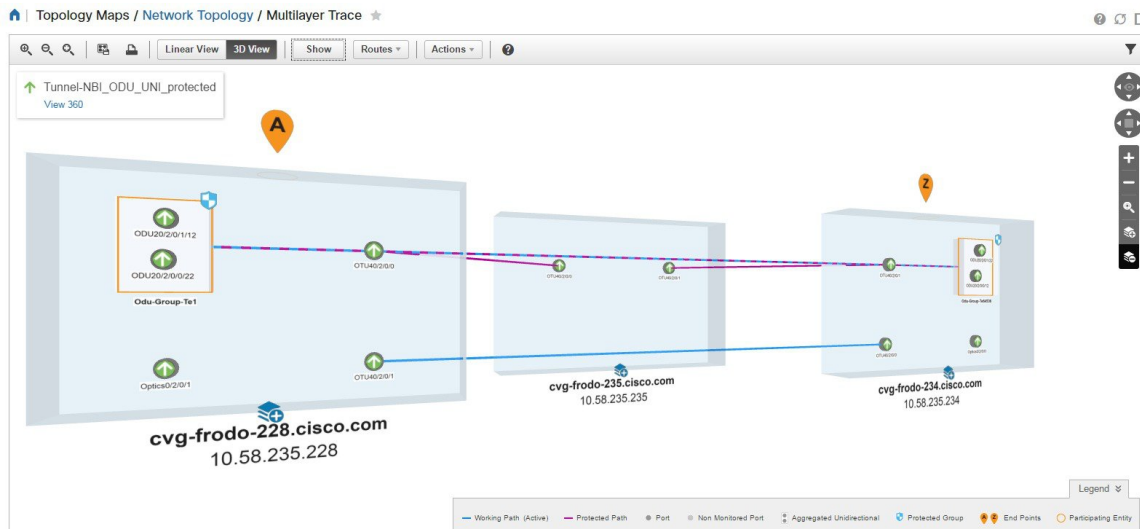 Topology Maps / Network Topology / Multilayer Trace
Linear View 3D View Show Routes Actions
Tunnel-NBI_ODU_UNI_protected
View 360
A
Z
ODU20/2/0/1/12
ODU20/2/0/0/22
Odu-Group-Te1
OTU40/2/0/0
Optics0/2/0/1
OTU40/2/0/1
cvg-frodo-228.cisco.com
10.58.235.228
cvg-frodo-235.cisco.com
10.58.235.235
cvg-frodo-234.cisco.com
10.58.235.234
Legend
Working Path (Active) Protected Path Port Non Monitored Port Aggregated Unidirectional Protected Group A Z End Points Participating Entity